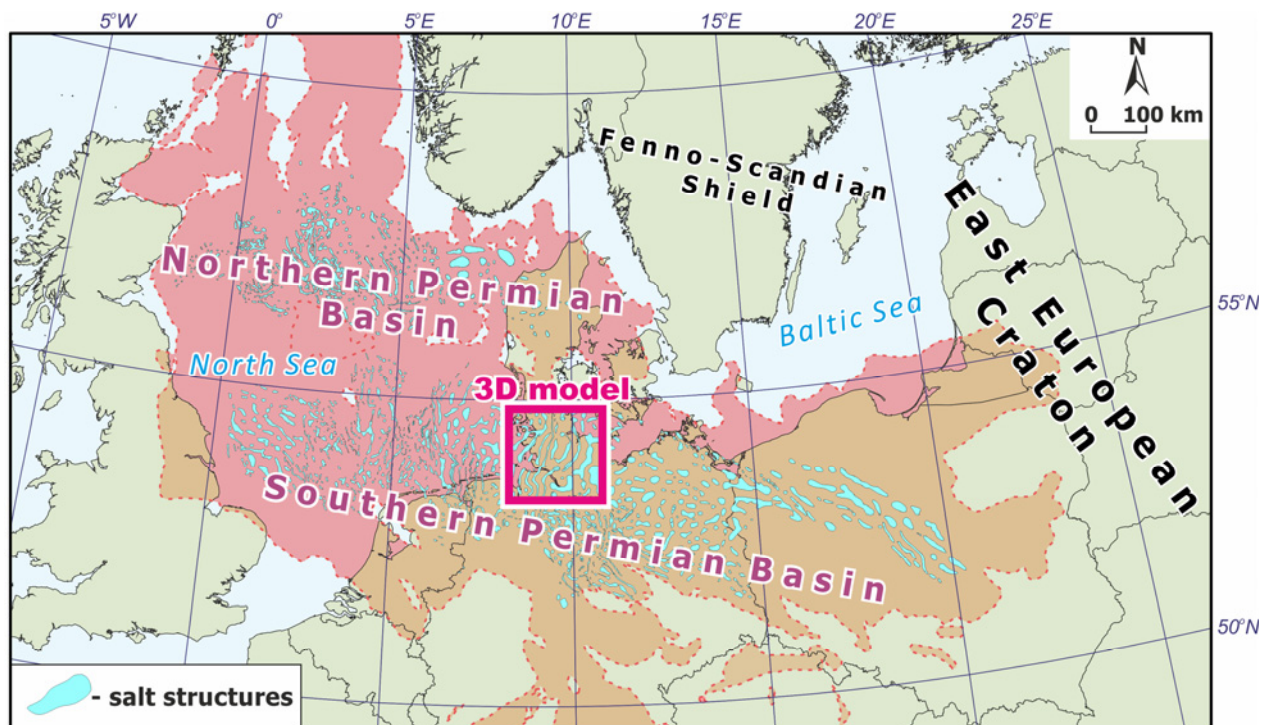 5°W 0° 5°E 10°E 15°E 20°E 25°E
N
0 100 km
Fenno-Scandian
Shield
East European
Craton
Northern Permian
Basin
55°N
Baltic Sea
North Sea
3D model
Southern Permian Basin
50°N
- salt structures